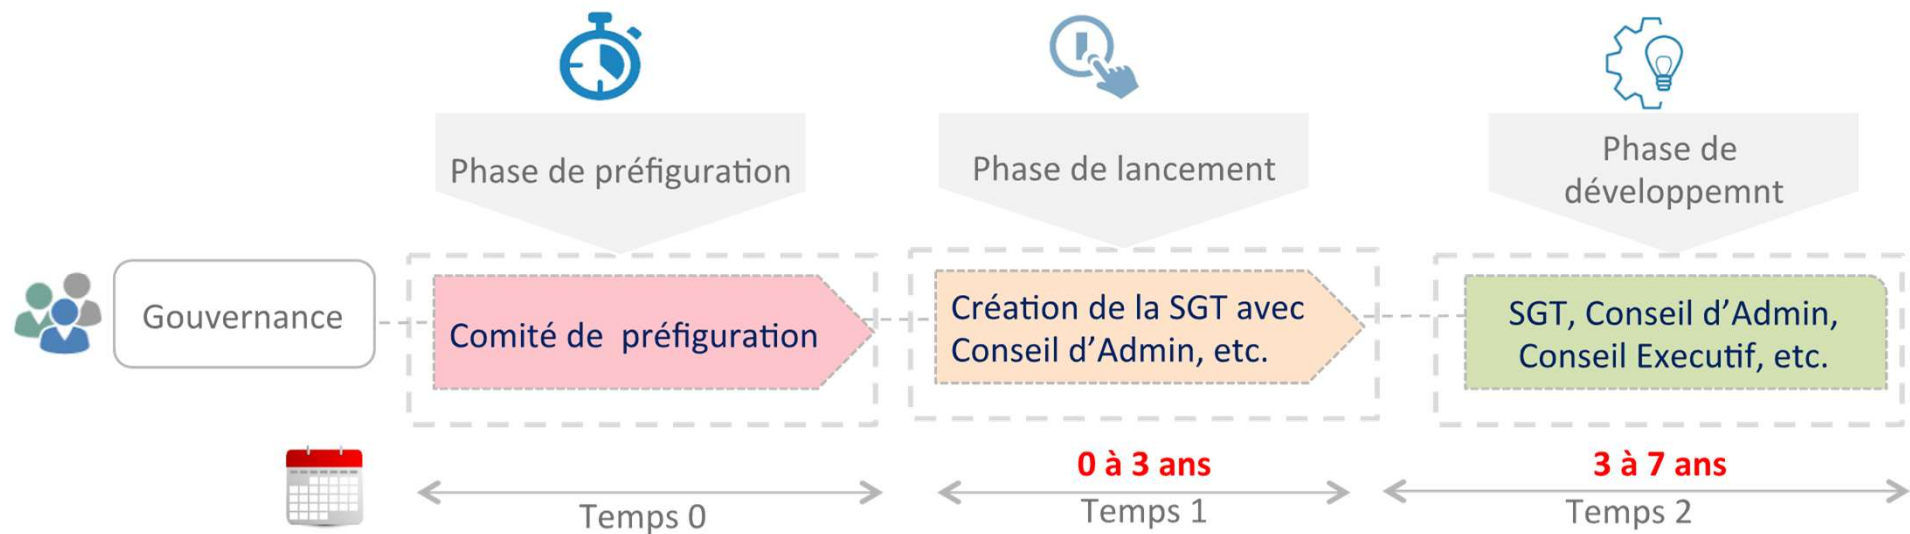 Phase de préfiguration
Phase de lancement
Phase de
développemnt
Gouvernance
Comité de préfiguration
Création de la SGT avec
Conseil d'Admin, etc.
SGT, Conseil d'Admin,
Conseil Executif, etc.
0 à 3 ans
3 à 7 ans
Temps 0
Temps 1
Temps 2